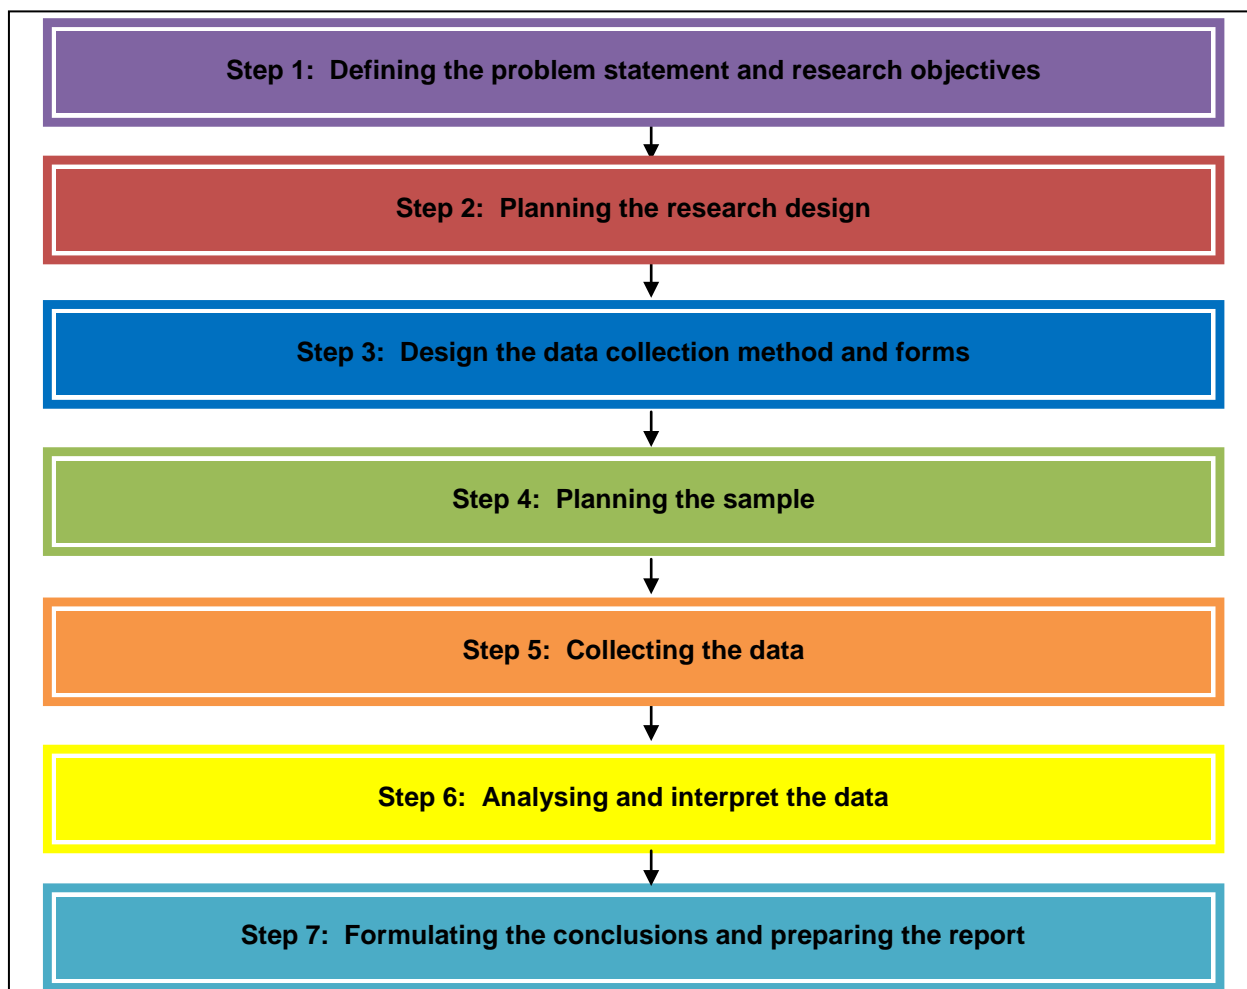 Step 1:  Defining the problem statement and research objectives
Step 2:  Planning the research design
Step 3:  Design the data collection method and forms
Step 4:  Planning the sample
Step 5:  Collecting the data
Step 6:  Analysing and interpret the data
Step 7:  Formulating the conclusions and preparing the report